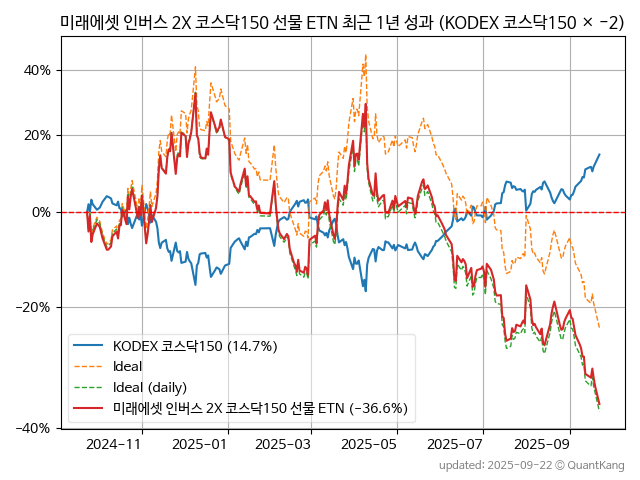 미래에셋 인버스 2X 코스닥150 선물 ETN 최근 1년 성과 (KODEX 코스닥150 × −2)
40%
20%
0%
−20%
−40%
KODEX 코스닥150 (14.7%)
Ideal
Ideal (daily)
미래에셋 인버스 2X 코스닥150 선물 ETN (−36.6%)
2024-11
2025-01
2025-03
2025-05
2025-07
2025-09
updated: 2025-09-22 © QuantKang